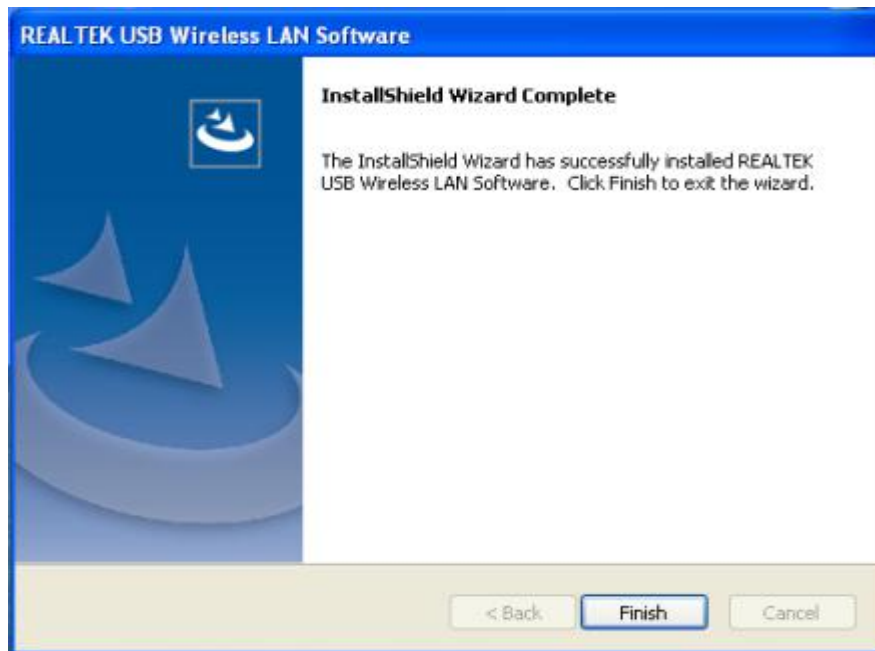 REALTEK USB Wireless LAN Software
InstallShield Wizard Complete
The InstallShield Wizard has successfully installed REALTEK
USB Wireless LAN Software. Click Finish to exit the wizard.
< Back
Finish
Cancel